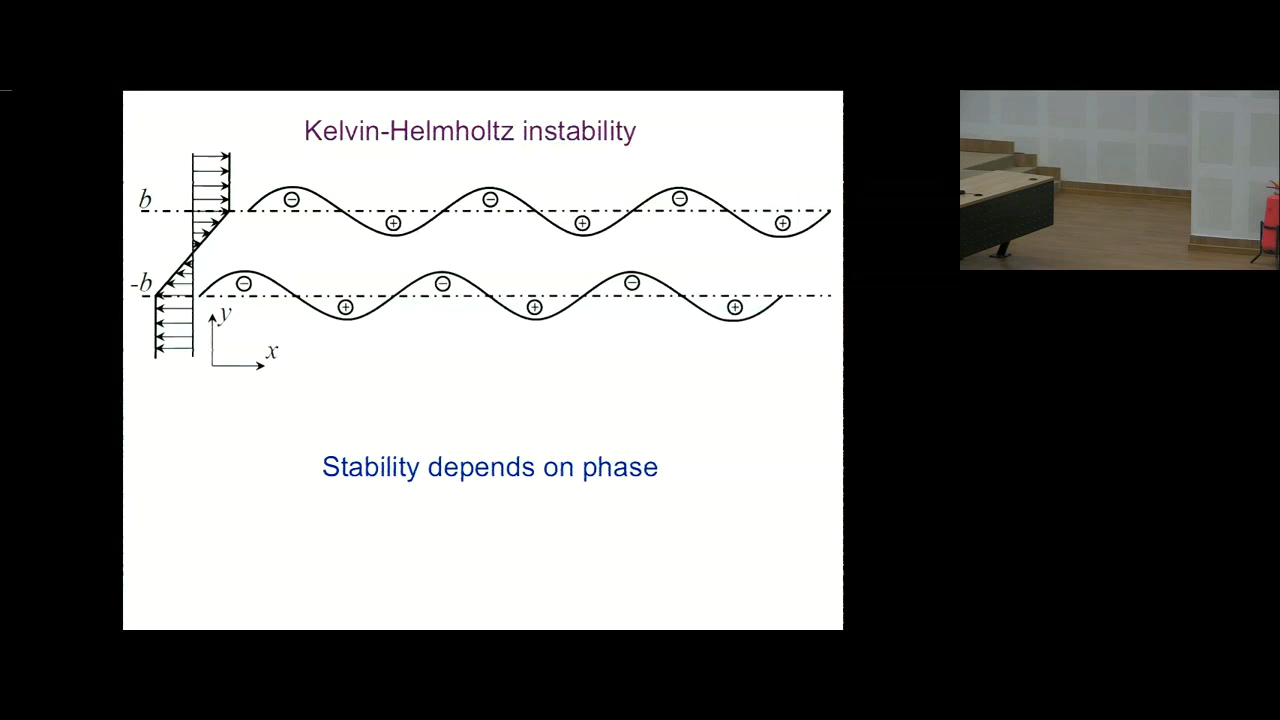 Kelvin-Helmholtz instability
b
-b
y
x
Stability depends on phase